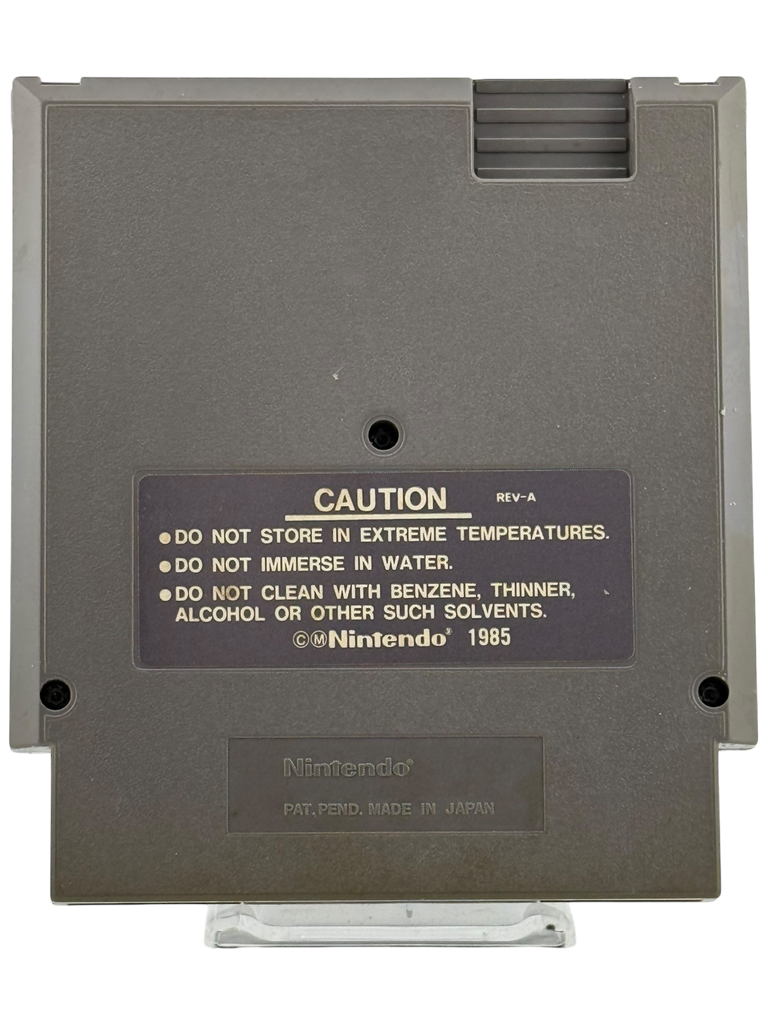 CAUTION REV-A
●DO NOT STORE IN EXTREME TEMPERATURES.
●DO NOT IMMERSE IN WATER.
●DO NOT CLEAN WITH BENZENE, THINNER,
ALCOHOL OR OTHER SUCH SOLVENTS.
©ⓂNintendo® 1985
Nintendo®
PAT. PEND. MADE IN JAPAN